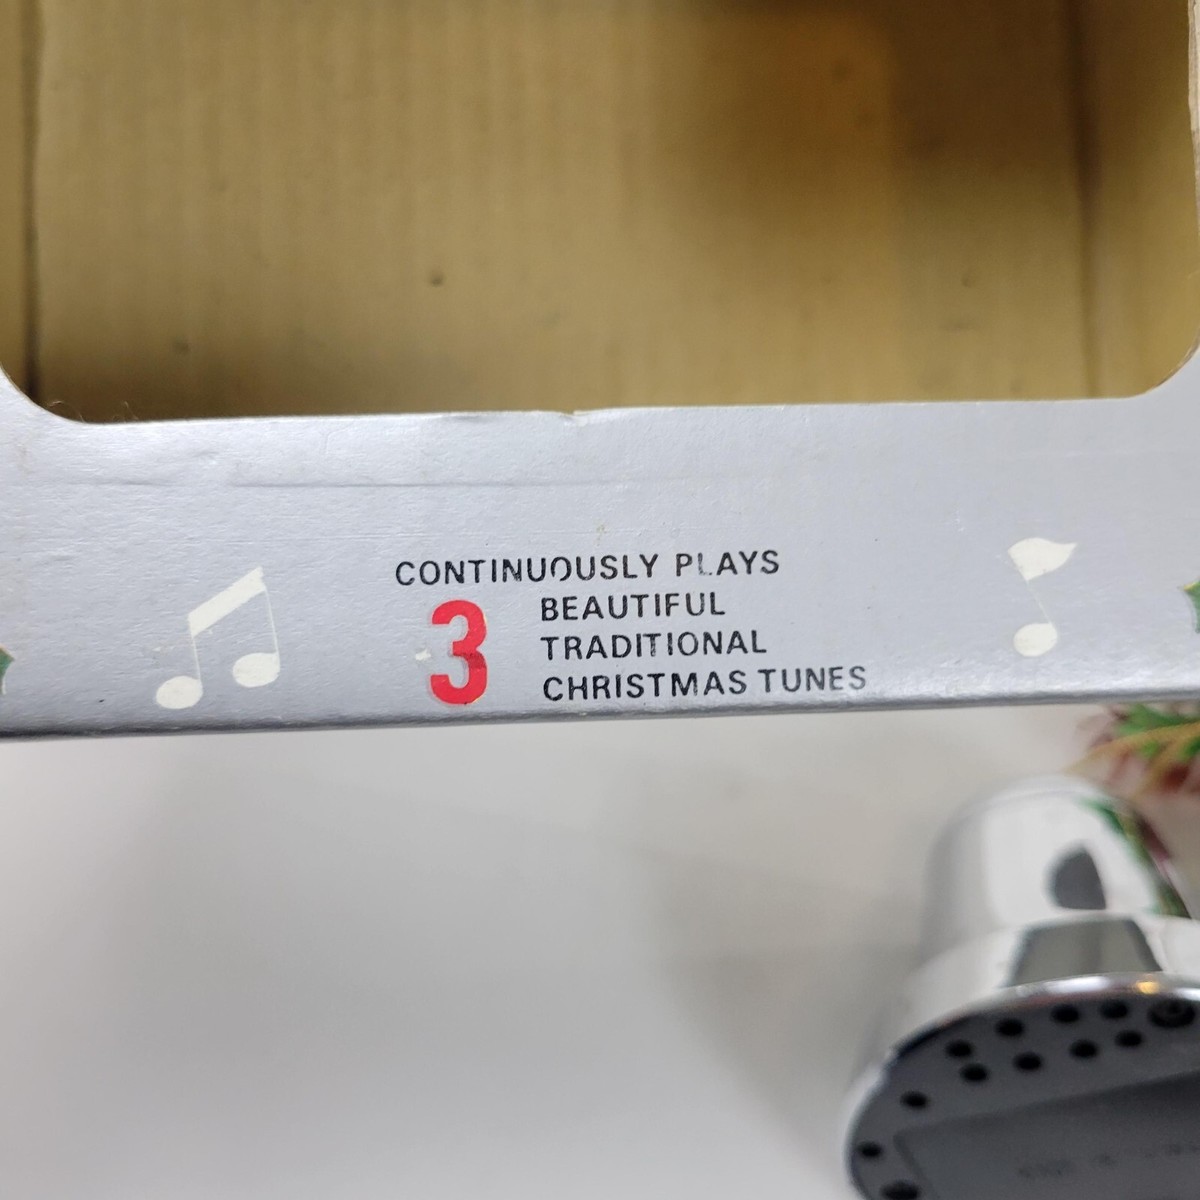 CONTINUOUSLY PLAYS
3 BEAUTIFUL
TRADITIONAL
CHRISTMAS TUNES